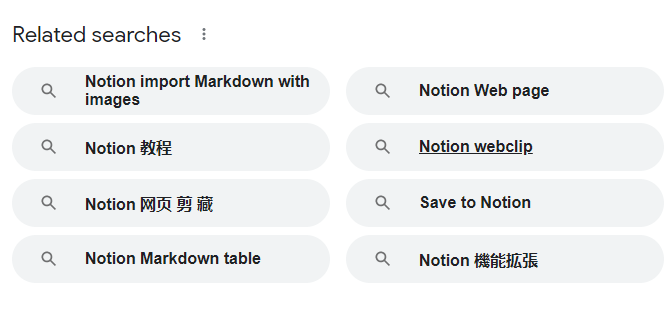 Related searches
Notion import Markdown with
images
Notion Web page
Notion 教程
Notion webclip
Notion 网页 剪 藏
Save to Notion
Notion Markdown table
Notion 機能拡張